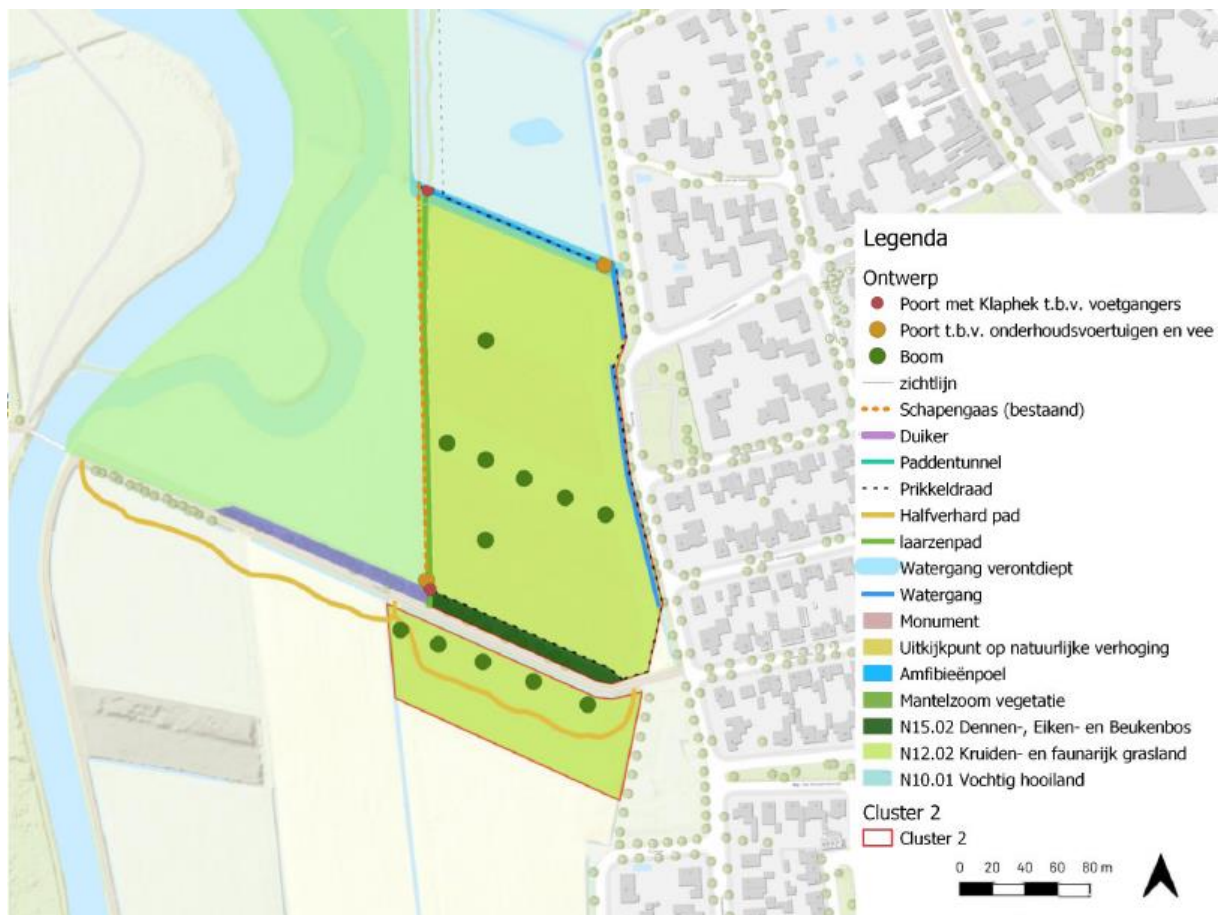 Legenda
Ontwerp
Poort met Klaphek t.b.v. voetgangers
Poort t.b.v. onderhoudsvoertuigen en vee
Boom
zichtlijn
Schapengaas (bestaand)
Duiker
Paddentunnel
Prikkeldraad
Halfverhard pad
laarzenpad
Watergang verontdiept
Watergang
Monument
Uitkijkpunt op natuurlijke verhoging
Amfibieënpoel
Mantelzoom vegetatie
N15.02 Dennen-, Eiken- en Beukenbos
N12.02 Kruiden- en faunarijk grasland
N10.01 Vochtig hooiland
Cluster 2
Cluster 2
0 20 40 60 80 m